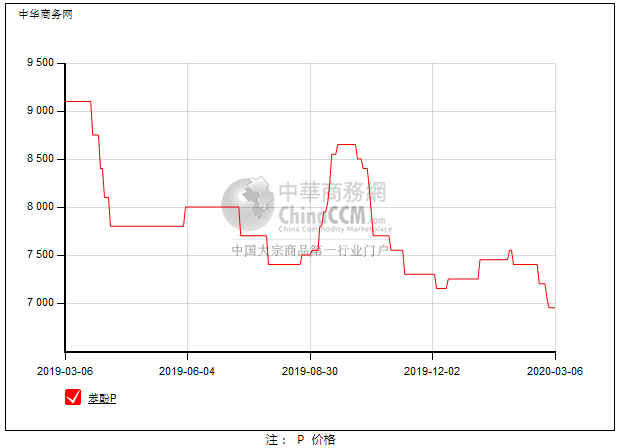 中华商务网
9 500
9 000
8 500
8 000
7 500
7 000
中華商務網
ChinaCCM.com
China Commodity Marketplace
中国大宗商品第一行业门户
2019-03-06 2019-06-04 2019-08-30 2019-12-02 2020-03-06
苯酚P
注： P 价格